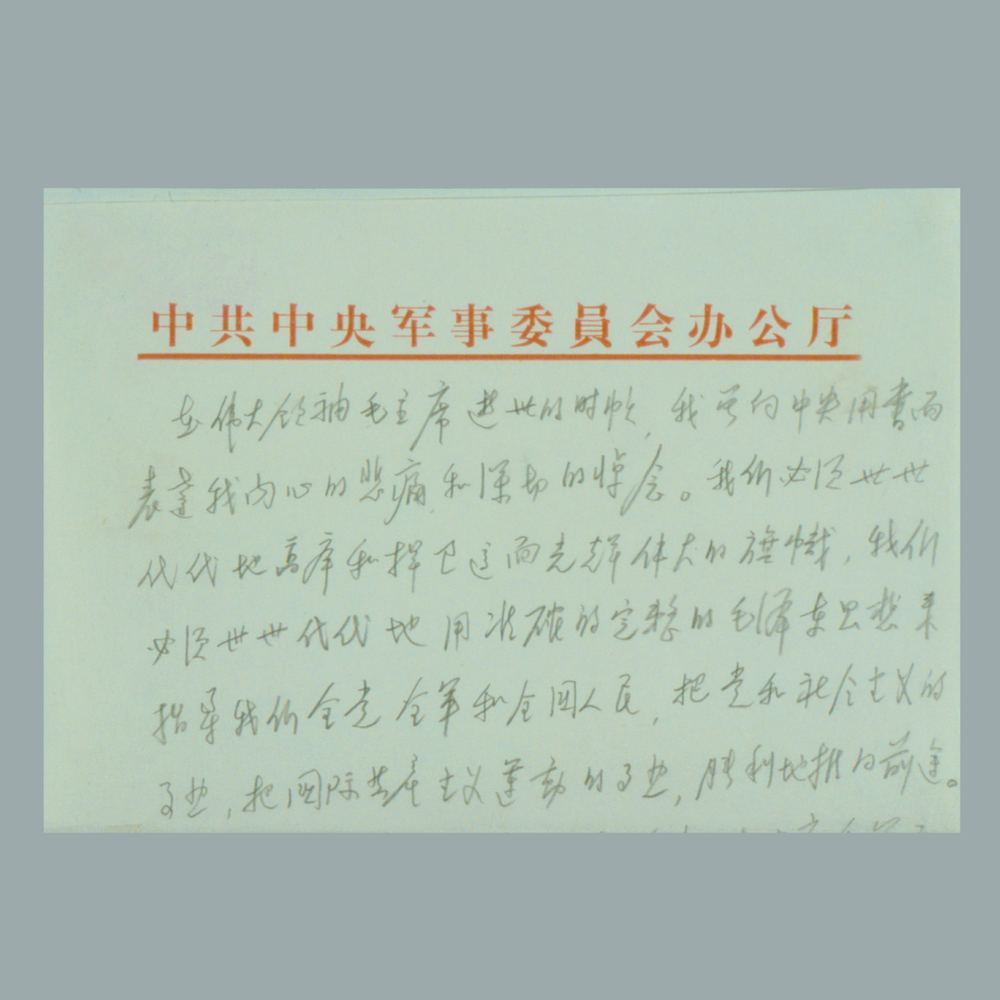 中共中央军事委員会办公厅
在伟大领袖毛主席逝世的时候，我曾向中央用书面
表达我内心的悲痛和深切的悼念。我们必须世世
代代地高举和捍卫这面光辉伟大的旗帜，我们
必须世世代代地用准确的完整的毛泽东思想来
指导我们全党全军和全国人民，把党和社会主义的
事业，把国际共产主义运动的事业，胜利地推向前途。